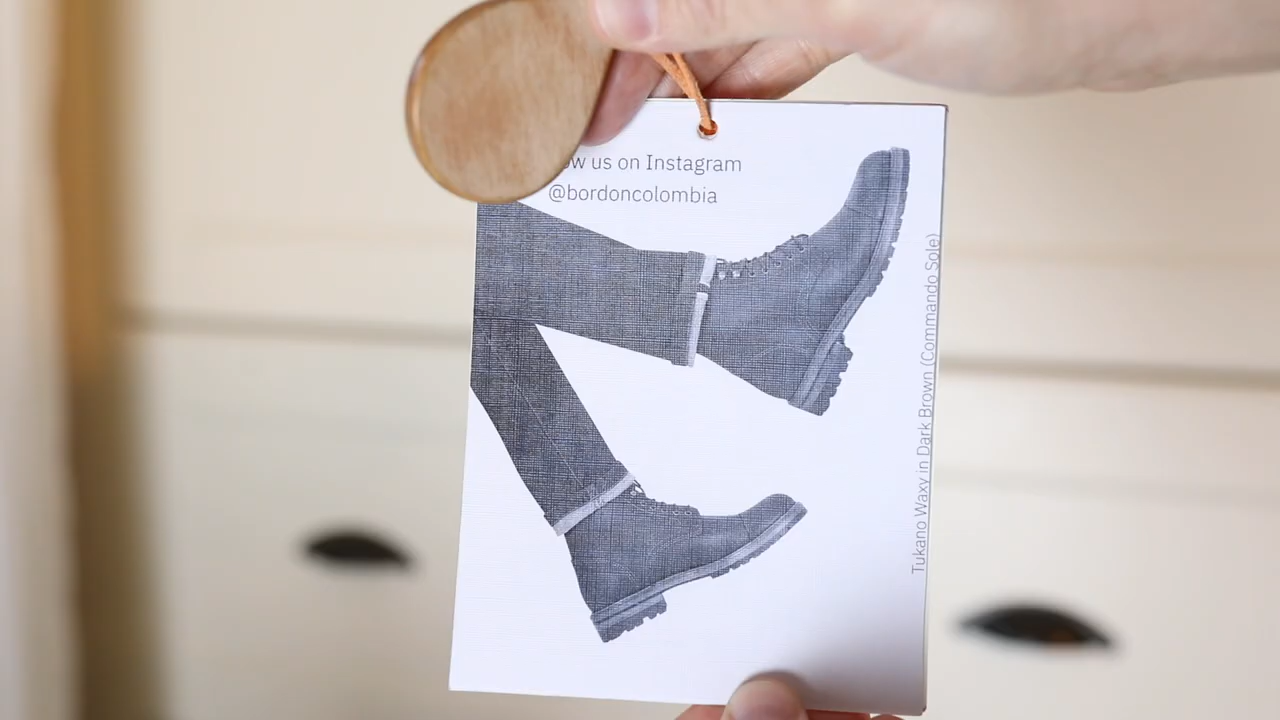 us on Instagram
@bordoncolombia
Tukano Waxy in Dark Brown (Commando Sole)